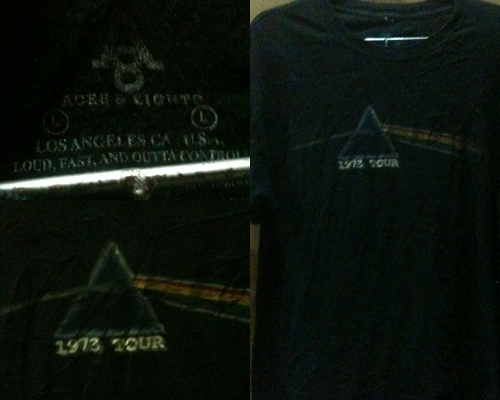 ACES & EIGHTS
L L
LOS ANGELES CA U.S.A.
LOUD, FAST, AND OUTTA CONTROL
1973 TOUR
1973 TOUR